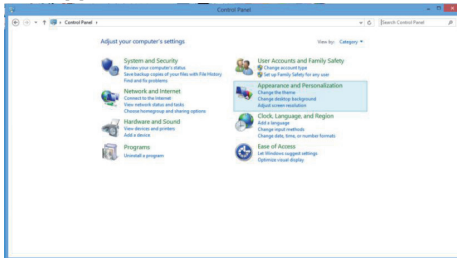 Control Panel
Control Panel
Search Control Panel
Adjust your computer's settings
View by: Category
System and Security
Review your computer's status
Save backup copies of your files with File History
Find and fix problems
Network and Internet
Connect to the Internet
View network status and tasks
Choose homegroup and sharing options
Hardware and Sound
View devices and printers
Add a device
Programs
Uninstall a program
User Accounts and Family Safety
Change account type
Set up Family Safety for any user
Appearance and Personalization
Change the theme
Change desktop background
Adjust screen resolution
Clock, Language, and Region
Add a language
Change input methods
Change date, time, or number formats
Ease of Access
Let Windows suggest settings
Optimize visual display